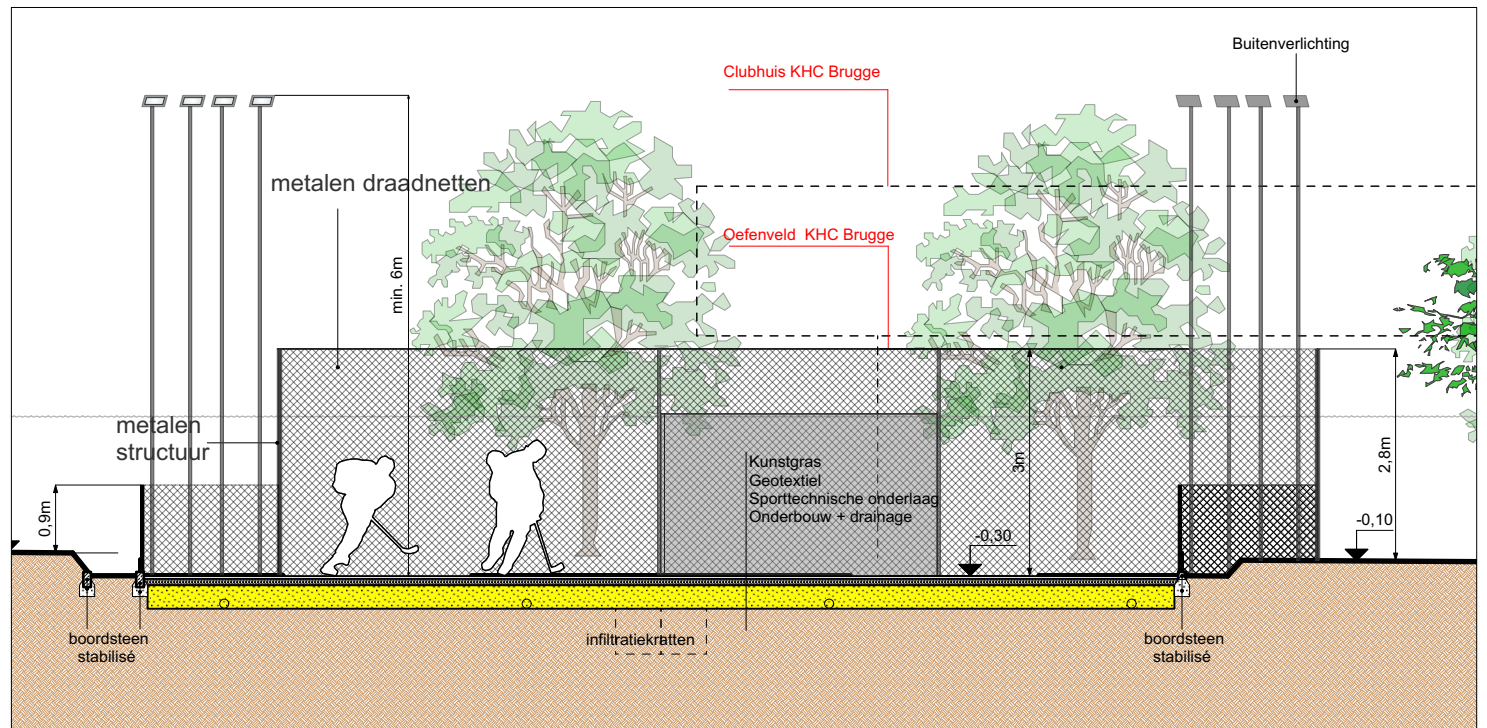 Buitenverlichting
Clubhuis KHC Brugge
metalen draadnetten
Oefenveld KHC Brugge
min. 6m
metalen
structuur
Kunstgras
Geotextiel
Sporttechnische onderlaag
Onderbouw + drainage
3m
2,8m
0,9m
-0,30
-0,10
boordsteen
stabilisé
infiltratiekratten
boordsteen
stabilisé